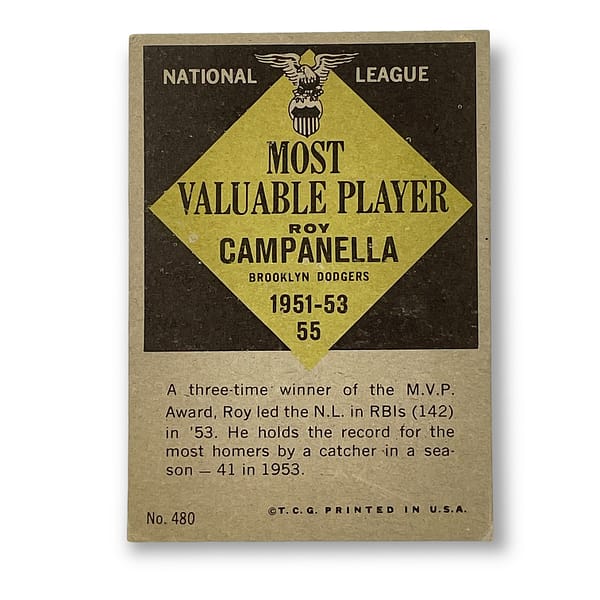 NATIONAL LEAGUE
MOST
VALUABLE PLAYER
ROY
CAMPANELLA
BROOKLYN DODGERS
1951-53
55
A three-time winner of the M.V.P.
Award, Roy led the N.L. in RBIs (142)
in '53. He holds the record for the
most homers by a catcher in a sea-
son — 41 in 1953.
No. 480 ©T.C.G. PRINTED IN U.S.A.